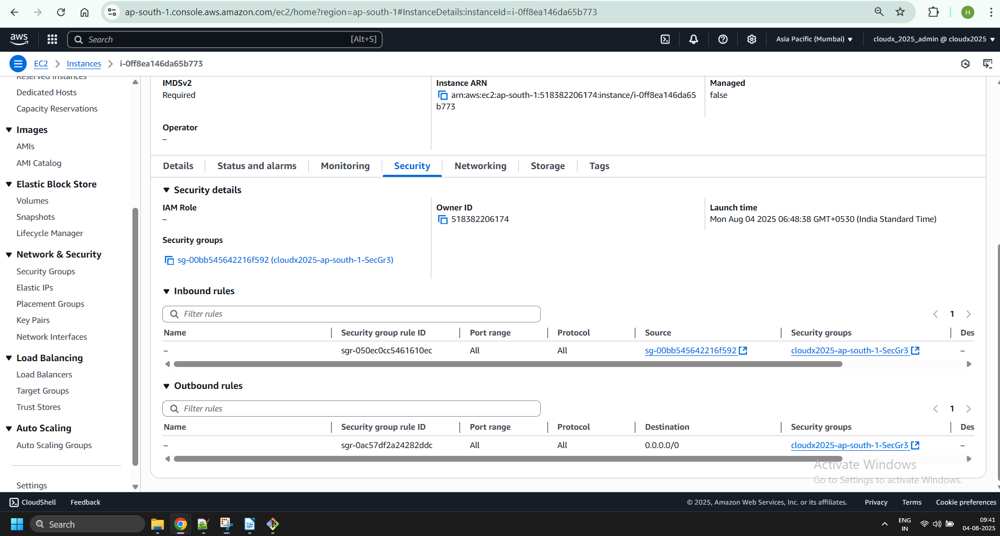 ap-south-1.console.aws.amazon.com/ec2/home?region=ap-south-1#InstanceDetails:instanceId=i-0ff8ea146da65b773
H
aws
Search [Alt+S]
Asia Pacific (Mumbai)
cloudx_2025_admin @ cloudx2025
EC2 Instances i-0ff8ea146da65b773
Reserved Instances
Dedicated Hosts
Capacity Reservations
Images
AMIs
AMI Catalog
Elastic Block Store
Volumes
Snapshots
Lifecycle Manager
Network & Security
Security Groups
Elastic IPs
Placement Groups
Key Pairs
Network Interfaces
Load Balancing
Load Balancers
Target Groups
Trust Stores
Auto Scaling
Auto Scaling Groups
Settings
IMDSv2
Required
Instance ARN
arn:aws:ec2:ap-south-1:518382206174:instance/i-0ff8ea146da65
b773
Managed
false
Operator
–
Details Status and alarms Monitoring Security Networking Storage Tags
Security details
IAM Role
–
Owner ID
518382206174
Launch time
Mon Aug 04 2025 06:48:38 GMT+0530 (India Standard Time)
Security groups
sg-00bb545642216f592 (cloudx2025-ap-south-1-SecGr3)
Inbound rules
Filter rules
1
Name Security group rule ID Port range Protocol Source Security groups Des
– sgr-050ec0cc5461610ec All All sg-00bb545642216f592 cloudx2025-ap-south-1-SecGr3 –
Outbound rules
Filter rules
1
Name Security group rule ID Port range Protocol Destination Security groups Des
– sgr-0ac57df2a24282ddc All All 0.0.0.0/0 cloudx2025-ap-south-1-SecGr3 –
Activate Windows
Go to Settings to activate Windows.
CloudShell Feedback
© 2025, Amazon Web Services, Inc. or its affiliates. Privacy Terms Cookie preferences
Search
ENG
IN
09:41
04-08-2025